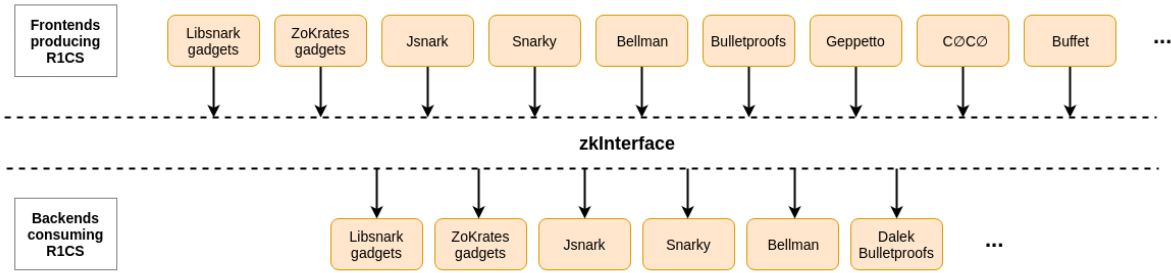 Frontends
producing
R1CS
Libsnark
gadgets
ZoKrates
gadgets
Jsnark
Snarky
Bellman
Bulletproofs
Geppetto
C∅C∅
Buffet
...
zkInterface
Backends
consuming
R1CS
Libsnark
gadgets
ZoKrates
gadgets
Jsnark
Snarky
Bellman
Dalek
Bulletproofs
...